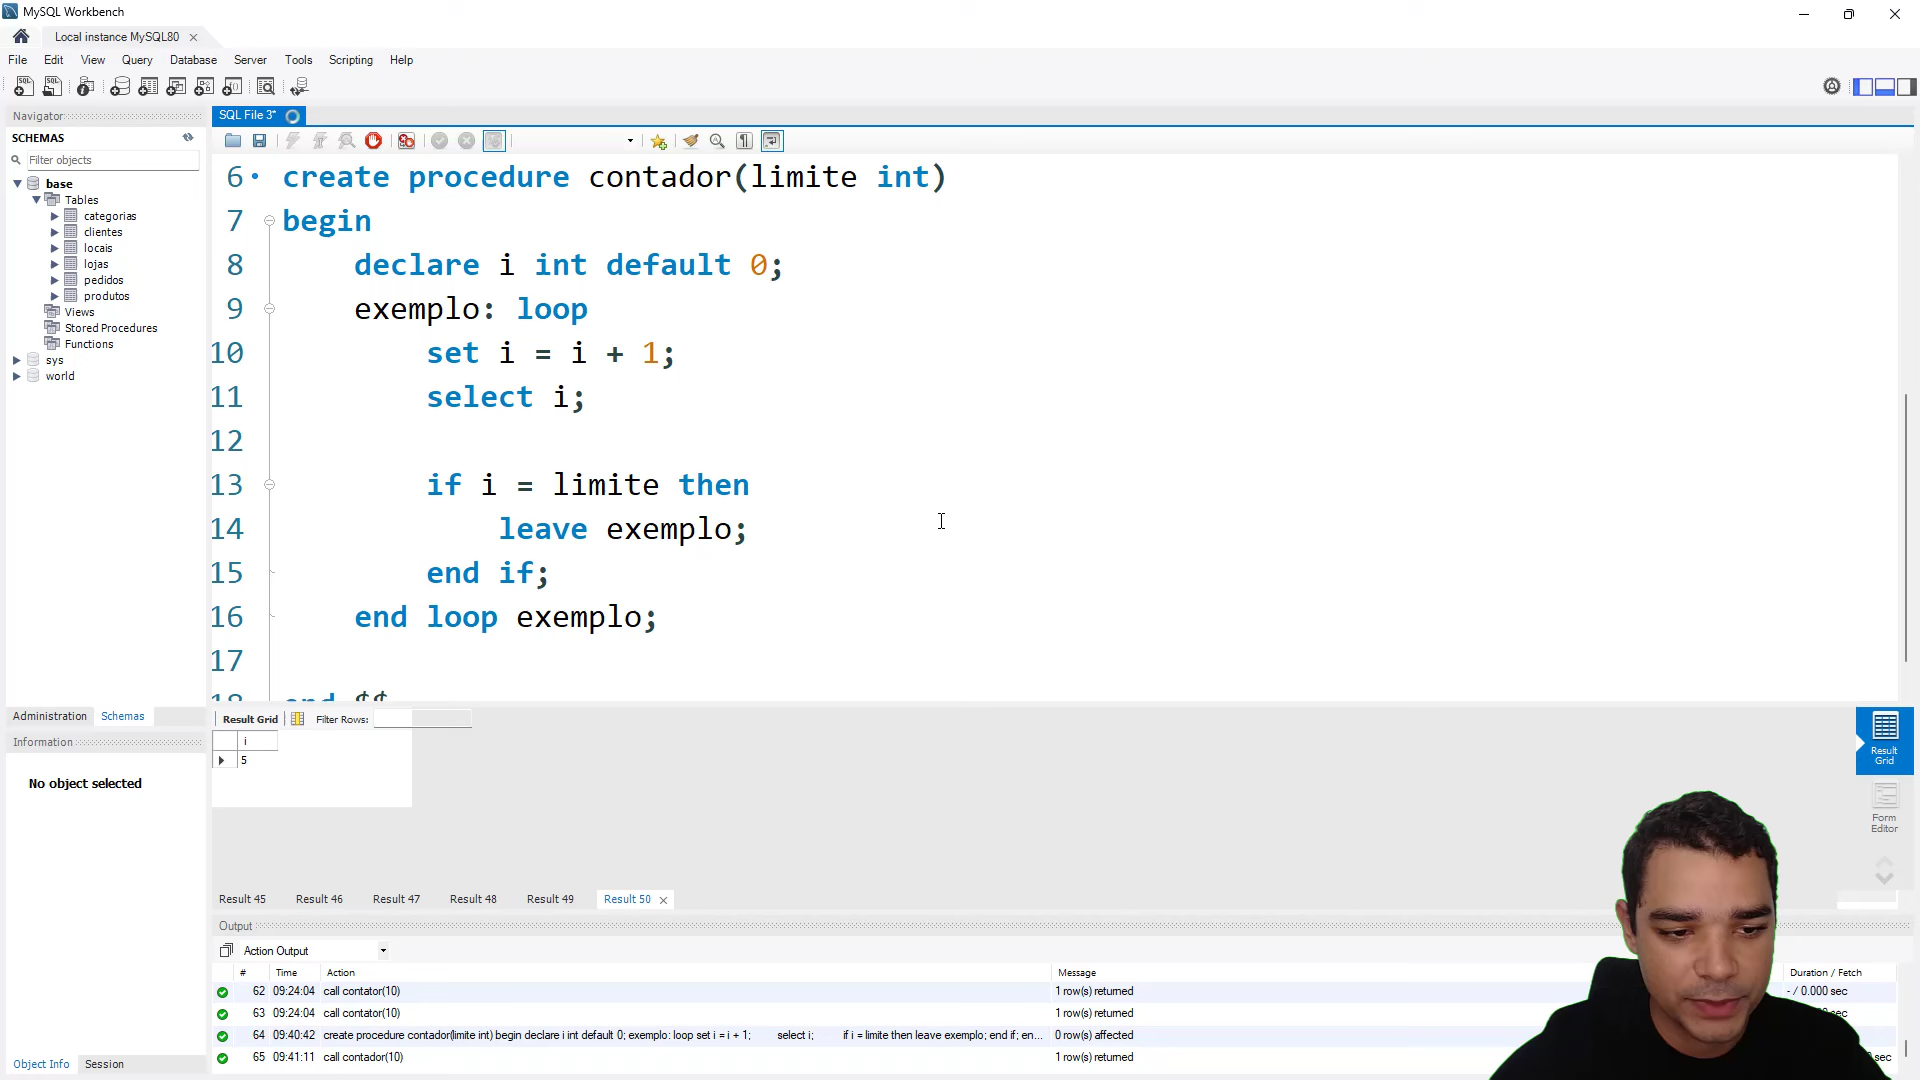 MySQL Workbench
Local instance MySQL80
File Edit View Query Database Server Tools Scripting Help
Navigator
SCHEMAS
Filter objects
base
Tables
categorias
clientes
locais
lojas
pedidos
produtos
Views
Stored Procedures
Functions
sys
world
Administration Schemas
Information
No object selected
Object Info Session
SQL File 3*
6 create procedure contador(limite int)
7 begin
8 declare i int default 0;
9 exemplo: loop
10 set i = i + 1;
11 select i;
12
13 if i = limite then
14 leave exemplo;
15 end if;
16 end loop exemplo;
17
18 end $$
Result Grid Filter Rows:
i
5
Result Grid
Form Editor
Result 45 Result 46 Result 47 Result 48 Result 49 Result 50
Output
Action Output
# Time Action Message Duration / Fetch
62 09:24:04 call contator(10) 1 row(s) returned - / 0.000 sec
63 09:24:04 call contator(10) 1 row(s) returned sec
64 09:40:42 create procedure contador(limite int) begin declare i int default 0; exemplo: loop set i = i + 1; select i; if i = limite then leave exemplo; end if; en... 0 row(s) affected
65 09:41:11 call contador(10) 1 row(s) returned sec